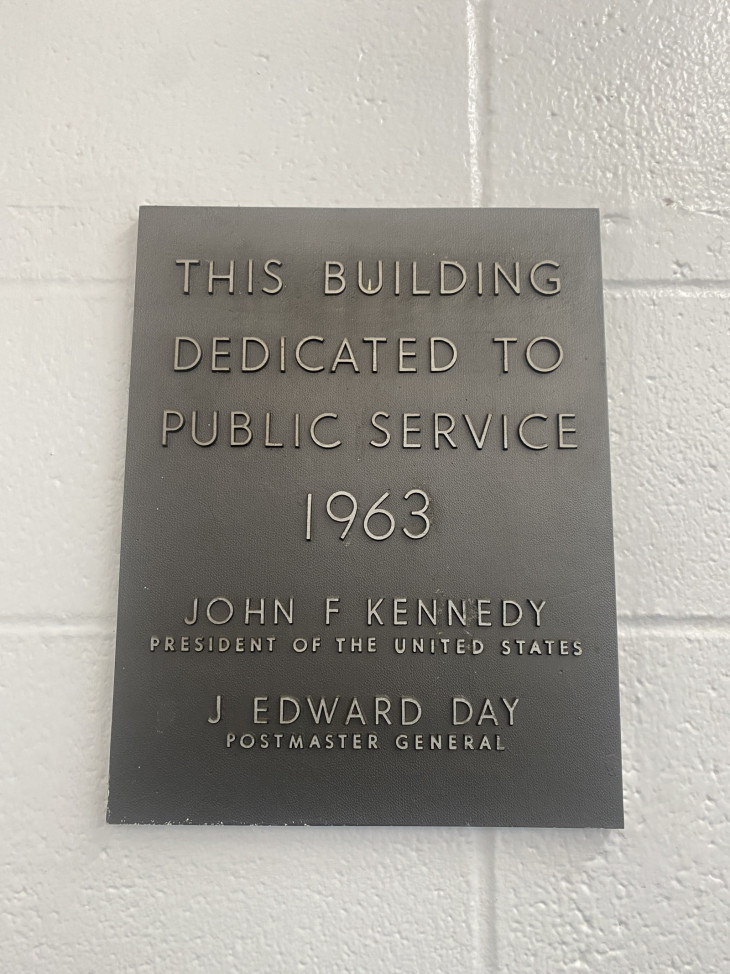 THIS BUILDING
DEDICATED TO
PUBLIC SERVICE
1963
JOHN F KENNEDY
PRESIDENT OF THE UNITED STATES
J EDWARD DAY
POSTMASTER GENERAL